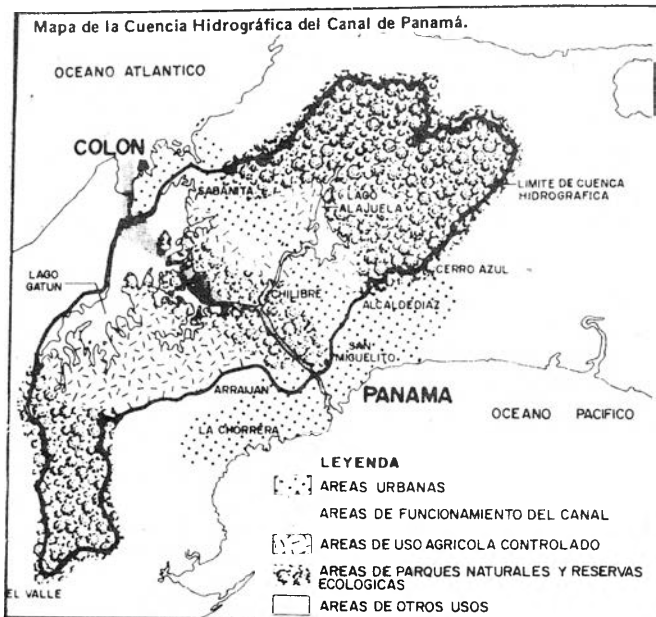 Mapa de la Cuencia Hidrográfica del Canal de Panamá.
OCEANO ATLANTICO
COLON
SABANITA
LAGO
ALAJUELA
LIMITE DE CUENCA
HIDROGRAFICA
LAGO
GATUN
CERRO AZUL
CHILIBRE
ALCALDEDIAZ
SAN
MIGUELITO
ARRAIJAN
PANAMA
OCEANO PACIFICO
LA CHORRERA
LEYENDA
AREAS URBANAS
AREAS DE FUNCIONAMIENTO DEL CANAL
AREAS DE USO AGRICOLA CONTROLADO
AREAS DE PARQUES NATURALES Y RESERVAS
ECOLOGICAS
EL VALLE
AREAS DE OTROS USOS